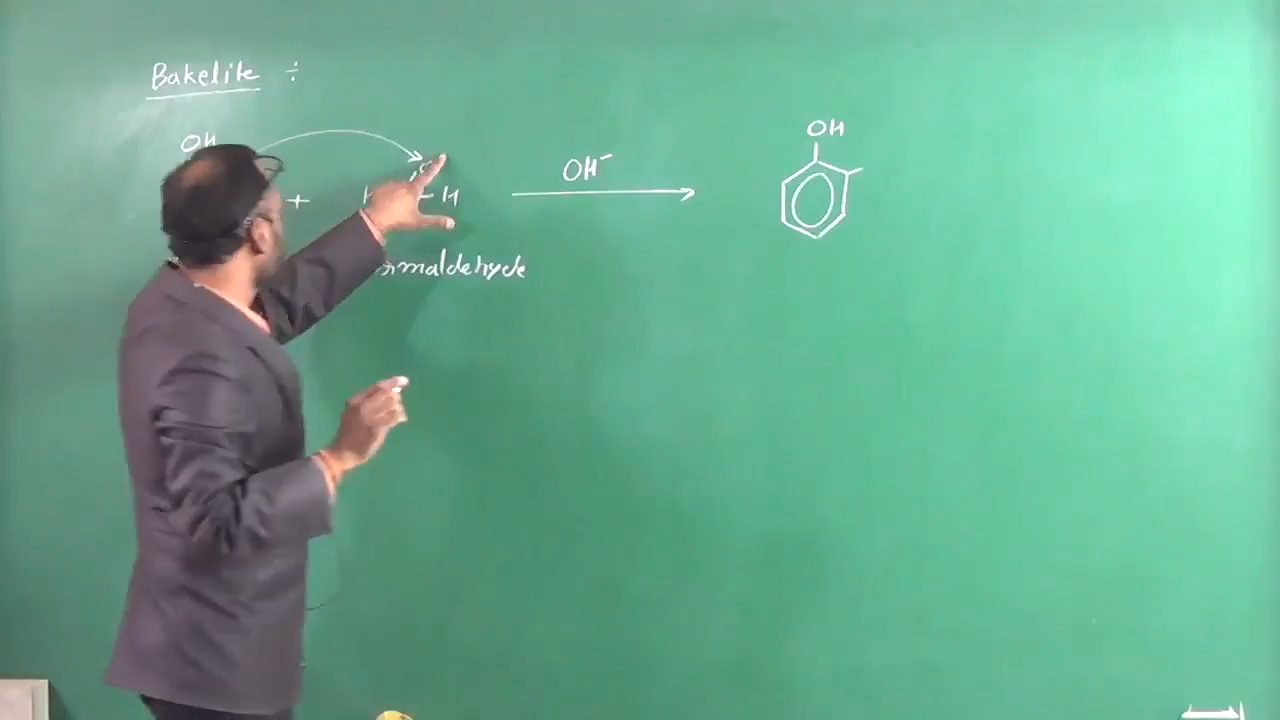 Bakelite ÷
OH
+ H
OH⁻
OH
maldehyde